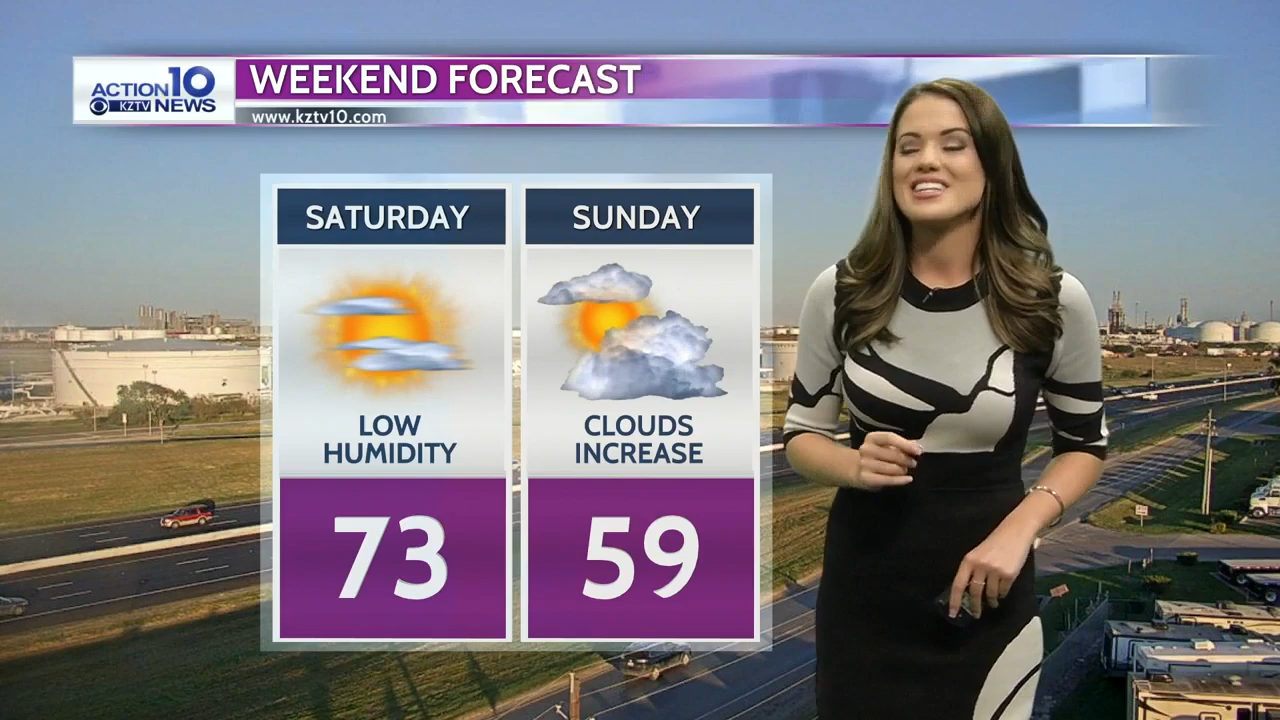 WEEKEND FORECAST
ACTION 10
KZTV NEWS
www.kztv10.com
SATURDAY
SUNDAY
LOW
HUMIDITY
CLOUDS
INCREASE
73
59